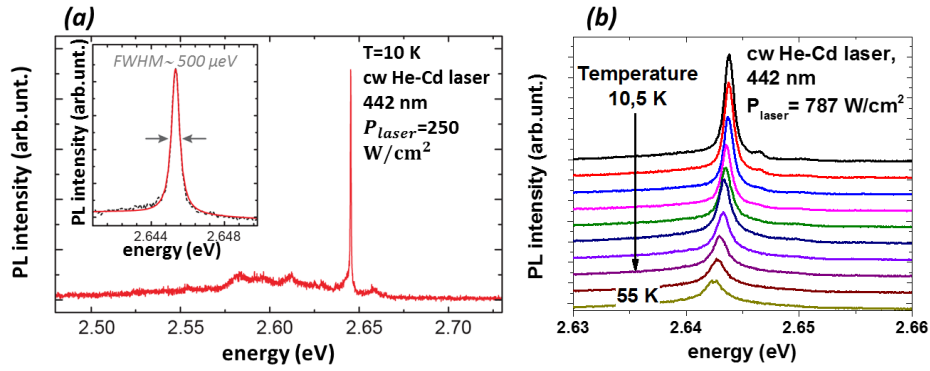 (a)
FWHM~ 500 µeV
PL intensity (arb.unt.)
2.644
2.648
energy (eV)
T=10 K
cw He-Cd laser
442 nm
P_laser=250
W/cm²
PL intensity (arb.unt.)
2.50
2.55
2.60
2.65
2.70
energy (eV)
(b)
Temperature
10,5 K
55 K
cw He-Cd laser,
442 nm
P_laser= 787 W/cm²
PL intensity (arb.unt.)
2.63
2.64
2.65
2.66
energy (eV)